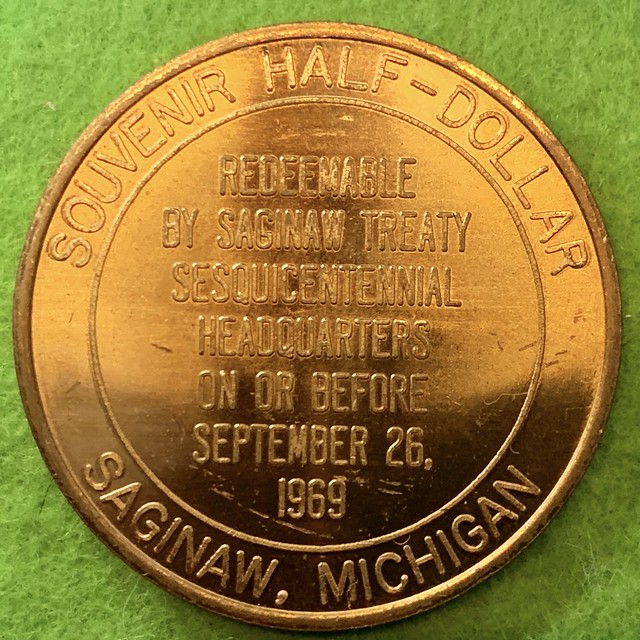 SOUVENIR HALF-DOLLAR
REDEEMABLE
BY SAGINAW TREATY
SESQUICENTENNIAL
HEADQUARTERS
ON OR BEFORE
SEPTEMBER 26,
1969
SAGINAW, MICHIGAN